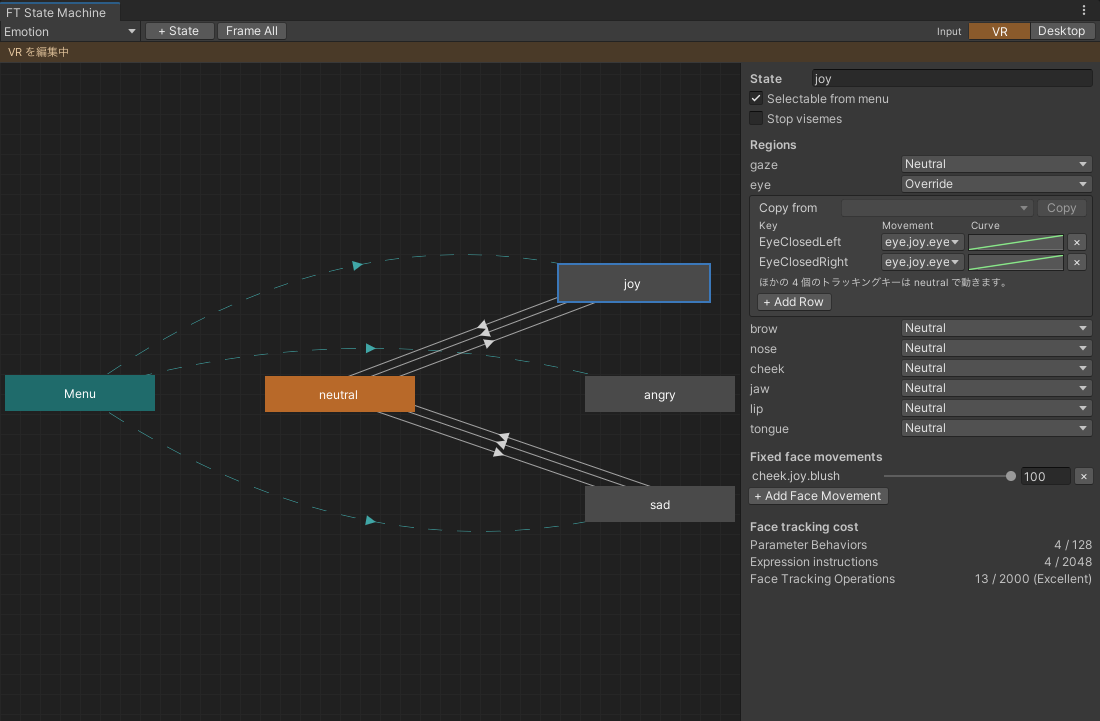 FT State Machine
Emotion
+ State
Frame All
Input
VR
Desktop
VR を編集中
Menu
neutral
joy
angry
sad
State
joy
Selectable from menu
Stop visemes
Regions
gaze
Neutral
eye
Override
Copy from
Copy
Key
Movement
Curve
EyeClosedLeft
eye.joy.eye
×
EyeClosedRight
eye.joy.eye
×
ほかの 4 個のトラッキングキーは neutral で動きます。
+ Add Row
brow
Neutral
nose
Neutral
cheek
Neutral
jaw
Neutral
lip
Neutral
tongue
Neutral
Fixed face movements
cheek.joy.blush
100
×
+ Add Face Movement
Face tracking cost
Parameter Behaviors
4 / 128
Expression instructions
4 / 2048
Face Tracking Operations
13 / 2000 (Excellent)